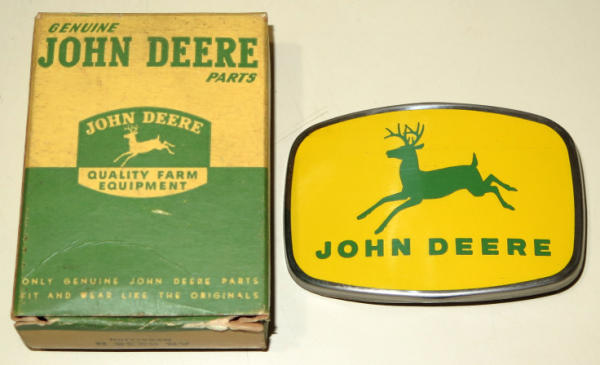 GENUINE
JOHN DEERE
PARTS
JOHN DEERE
QUALITY FARM
EQUIPMENT
ONLY GENUINE JOHN DEERE PARTS
FIT AND WEAR LIKE THE ORIGINALS
JOHN DEERE